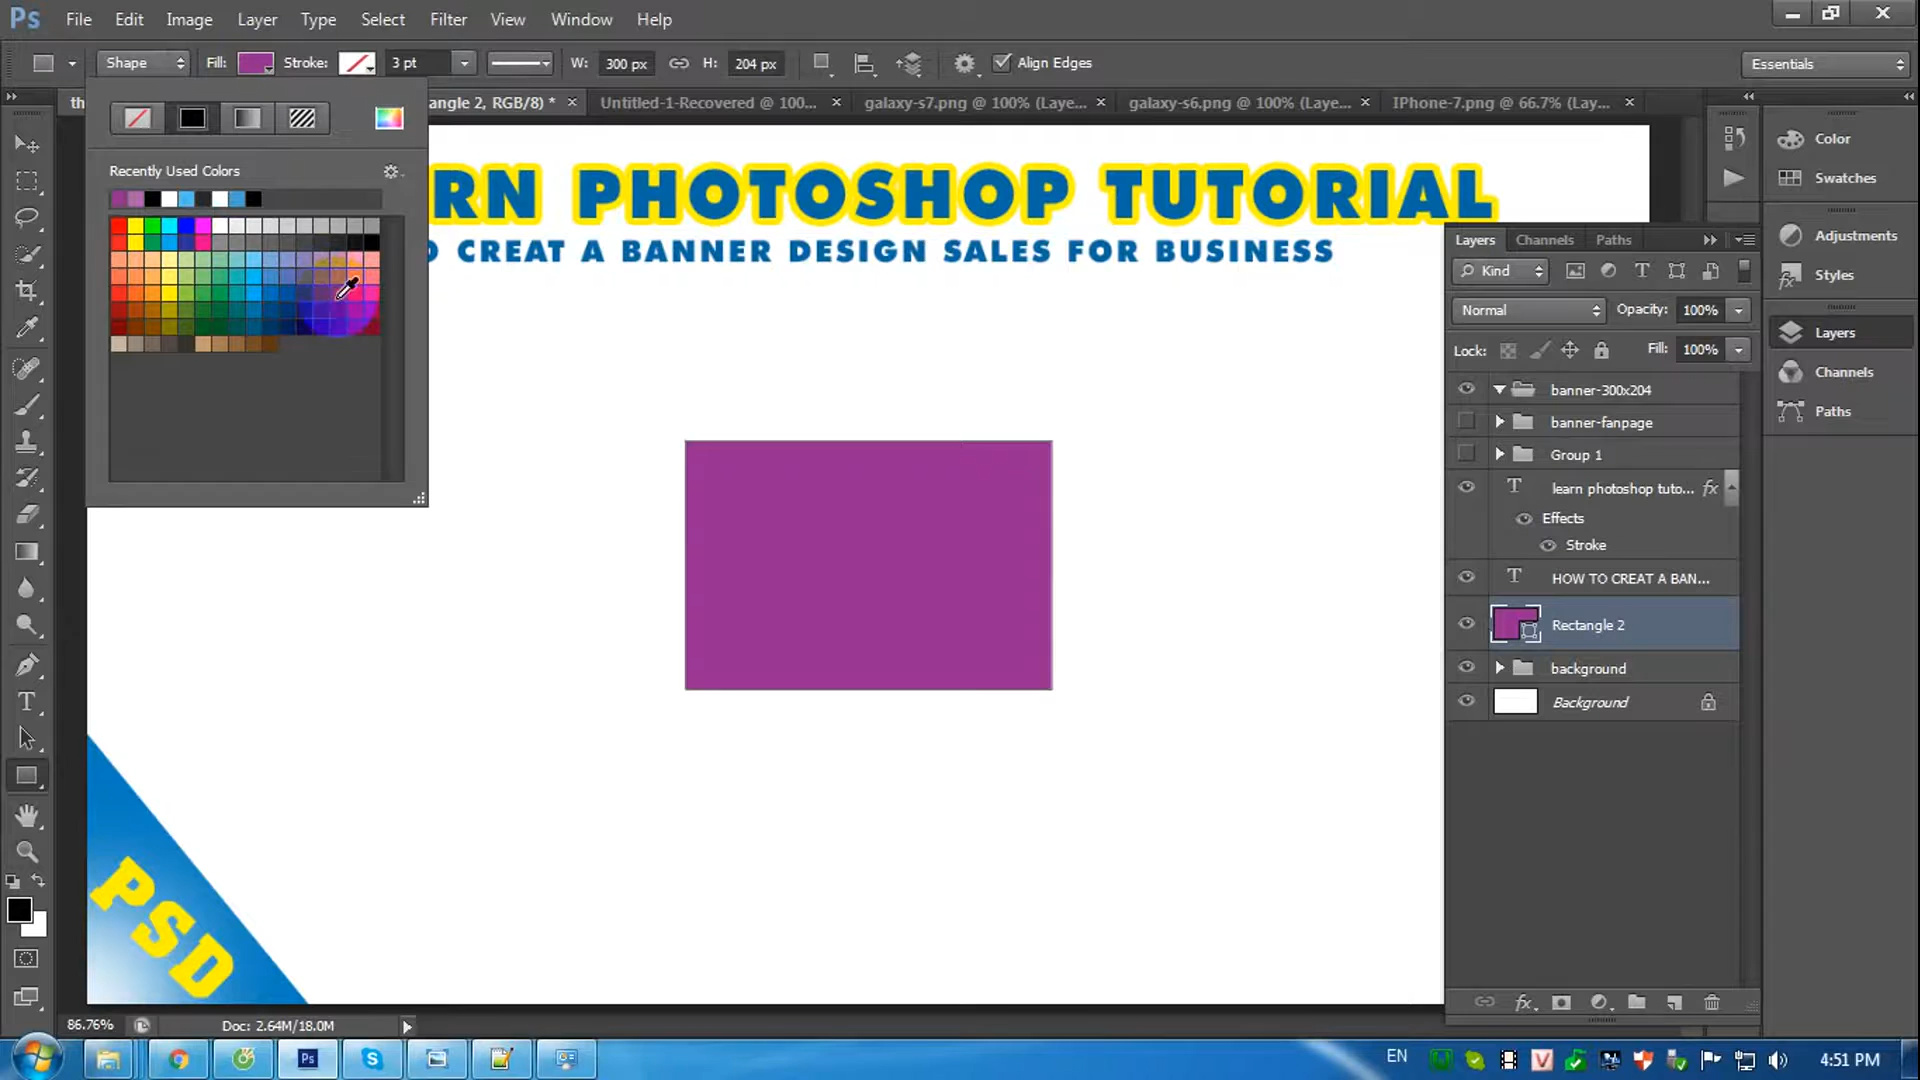 Ps File Edit Image Layer Type Select Filter View Window Help
Shape Fill: Stroke: 3 pt W: 300 px H: 204 px Align Edges Essentials
th angle 2, RGB/8) * Untitled-1-Recovered @ 100... galaxy-s7.png @ 100% (Laye... galaxy-s6.png @ 100% (Laye... IPhone-7.png @ 66.7% (Lay...
Recently Used Colors
RN PHOTOSHOP TUTORIAL
O CREAT A BANNER DESIGN SALES FOR BUSINESS
PSD
Layers Channels Paths
Kind
Normal Opacity: 100%
Lock: Fill: 100%
banner-300x204
banner-fanpage
Group 1
learn photoshop tuto... fx
Effects
Stroke
HOW TO CREAT A BAN...
Rectangle 2
background
Background
fx
Color
Swatches
Adjustments
Styles
Layers
Channels
Paths
86.76% Doc: 2.64M/18.0M
Ps EN V 4:51 PM